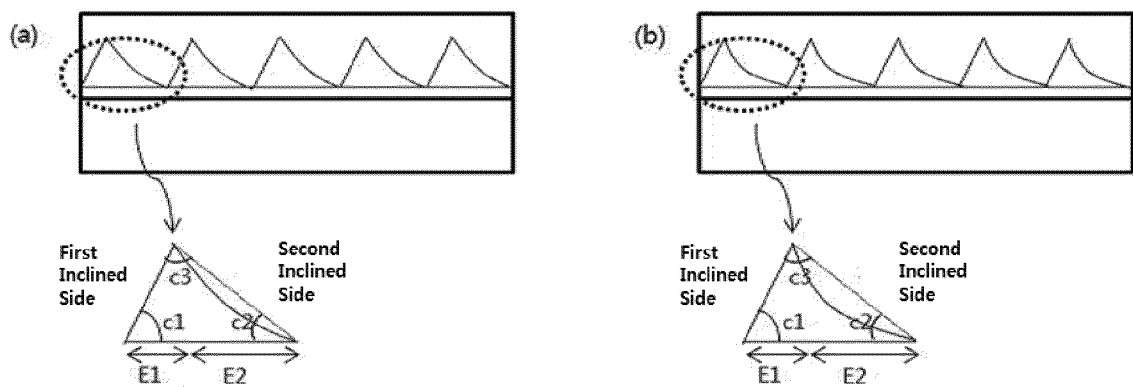 (a)
(b)
First
Inclined
Side
Second
Inclined
Side
c3
c1
c2
E1
E2
First
Inclined
Side
Second
Inclined
Side
c3
c1
c2
E1
E2